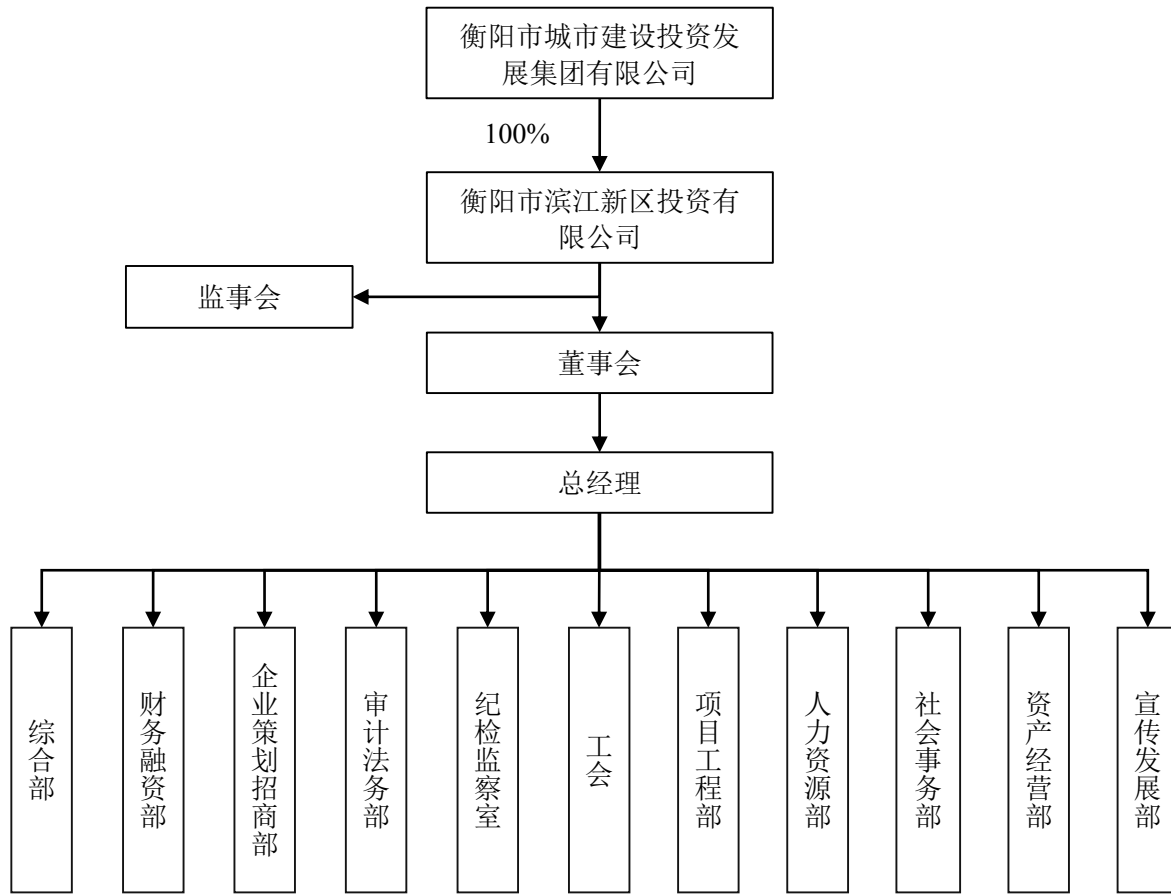 衡阳市城市建设投资发
展集团有限公司
100%
衡阳市滨江新区投资有
限公司
监事会
董事会
总经理
综合部
财务融资部
企业策划招商部
审计法务部
纪检监察室
工会
项目工程部
人力资源部
社会事务部
资产经营部
宣传发展部